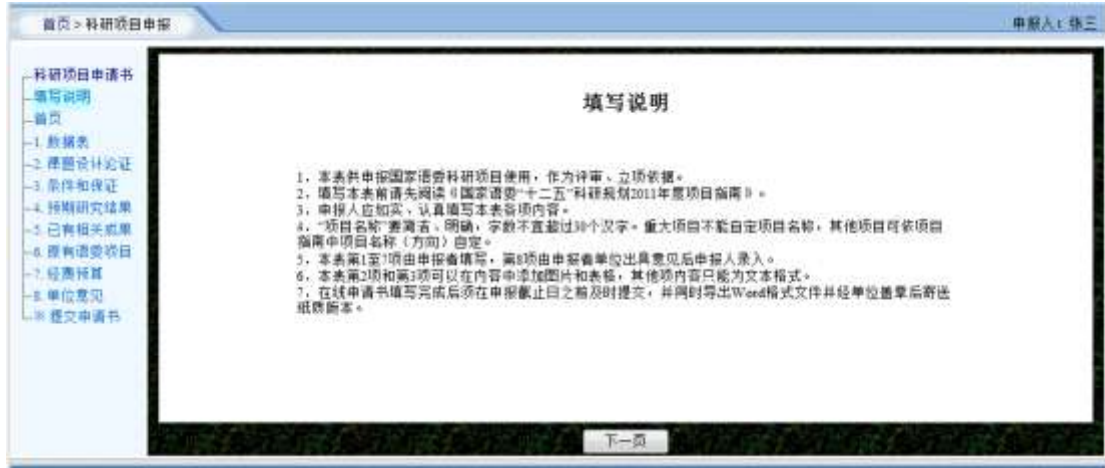 首页>科研项目申报
申报人：张三
科研项目申请书
填写说明
首页
1. 数据表
2. 课题设计论证
3. 条件和保证
4. 预期研究结果
5. 已有相关成果
6. 原有语委项目
7. 经费预算
8. 单位意见
※ 提交申请书
填写说明
1、本表供申报国家语委科研项目使用，作为评审、立项依据。
2、填写本表前请先阅读《国家语委“十二五”科研规划2011年度项目指南》。
3、申报人应如实、认真填写本表各项内容。
4、“项目名称”要简洁、明确，字数不宜超过30个汉字。重大项目不能自定项目名称，其他项目可依项目
指南中项目名称（方向）自定。
5、本表第1至7项由申报者填写，第8项由申报者单位出具意见后申报人录入。
6、本表第2项和第3项可以在内容中添加图片和表格，其他项内容只能为文本格式。
7、在线申请书填写完成后须在申报截止日之前及时提交，并同时导出Word格式文件并经单位盖章后寄送
纸质版本。
下一页